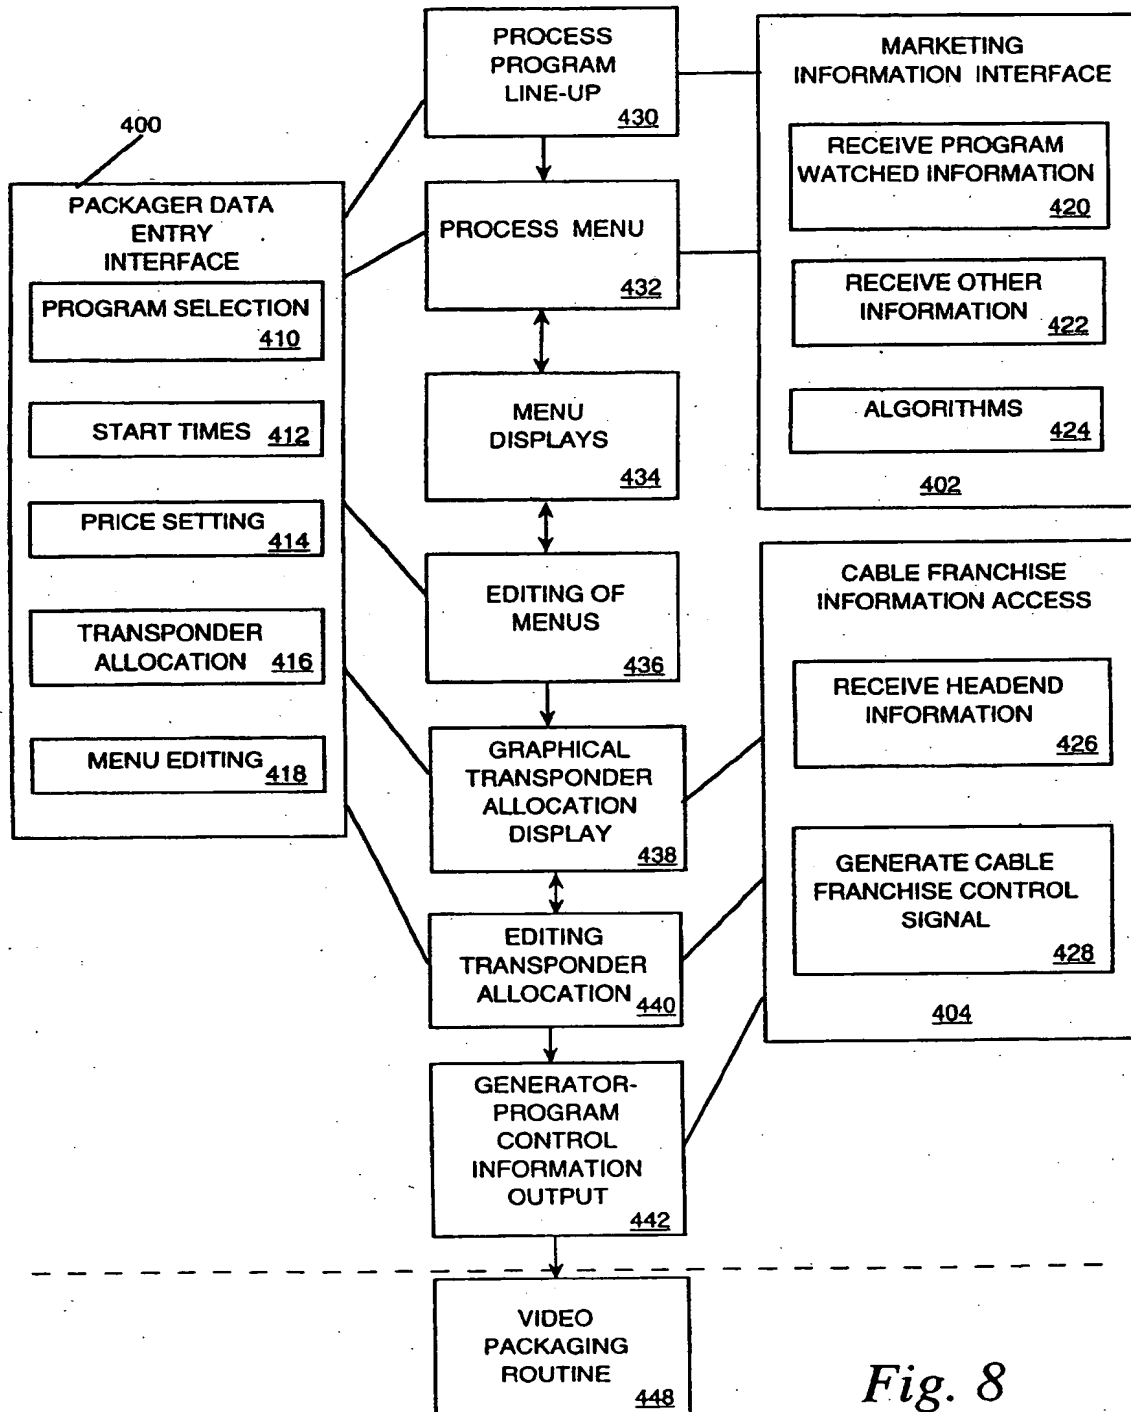 400
PACKAGER DATA
ENTRY
INTERFACE
PROGRAM SELECTION
410
START TIMES 412
PRICE SETTING
414
TRANSPONDER
ALLOCATION 416
MENU EDITING 418
PROCESS
PROGRAM
LINE-UP
430
PROCESS MENU
432
MENU
DISPLAYS
434
EDITING OF
MENUS
436
GRAPHICAL
TRANSPONDER
ALLOCATION
DISPLAY
438
EDITING
TRANSPONDER
ALLOCATION
440
GENERATOR-
PROGRAM
CONTROL
INFORMATION
OUTPUT
442
VIDEO
PACKAGING
ROUTINE
448
MARKETING
INFORMATION INTERFACE
RECEIVE PROGRAM
WATCHED INFORMATION
420
RECEIVE OTHER
INFORMATION
422
ALGORITHMS
424
402
CABLE FRANCHISE
INFORMATION ACCESS
RECEIVE HEADEND
INFORMATION
426
GENERATE CABLE
FRANCHISE CONTROL
SIGNAL
428
404
Fig. 8